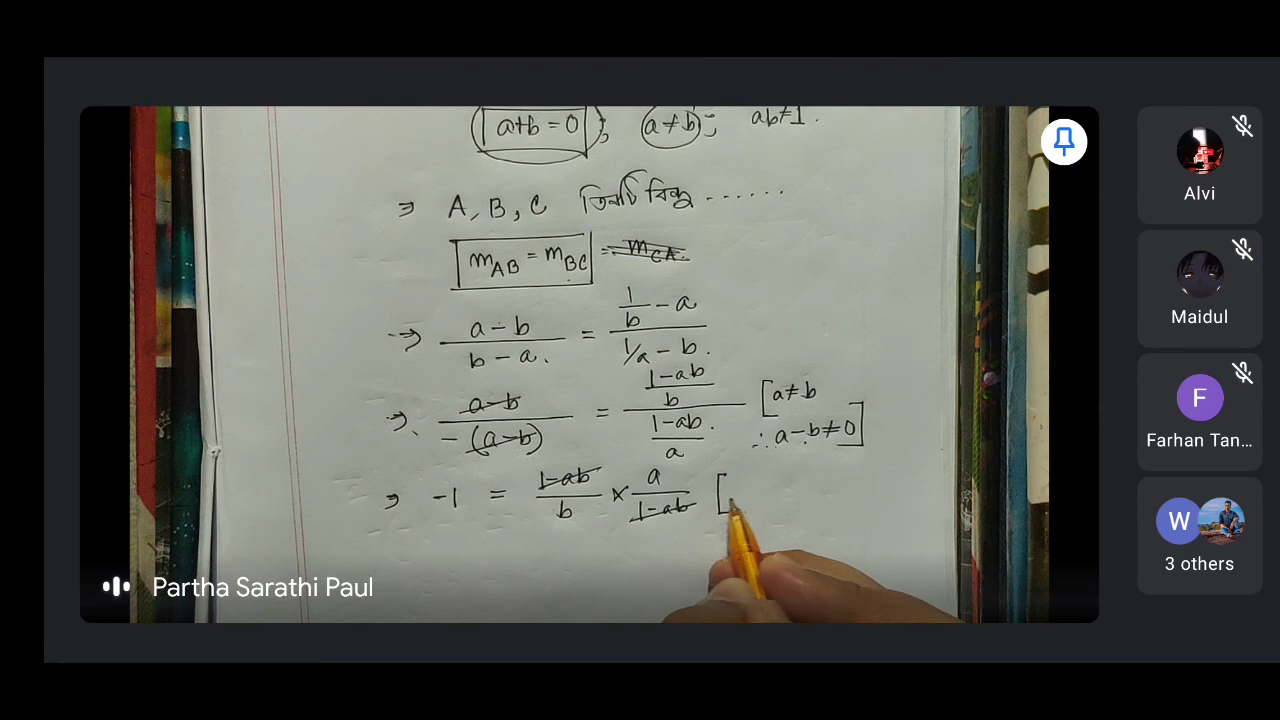 a+b = 0 ; a ≠ b ; ab ≠ 1.
⇒ A, B, C তিনটি বিন্দু ......
m_AB = m_BC = m_CA.
⇒ (a - b)/(b - a.) = (1/b - a)/(1/a - b.)
⇒ (a-b)/(-(a-b)) = ((1-ab)/b)/((1-ab.)/a) [a≠b
∴ a-b≠0]
⇒ -1 = (1-ab)/b × a/(1-ab) [
Partha Sarathi Paul
Alvi
Maidul
F
Farhan Tan...
W
3 others